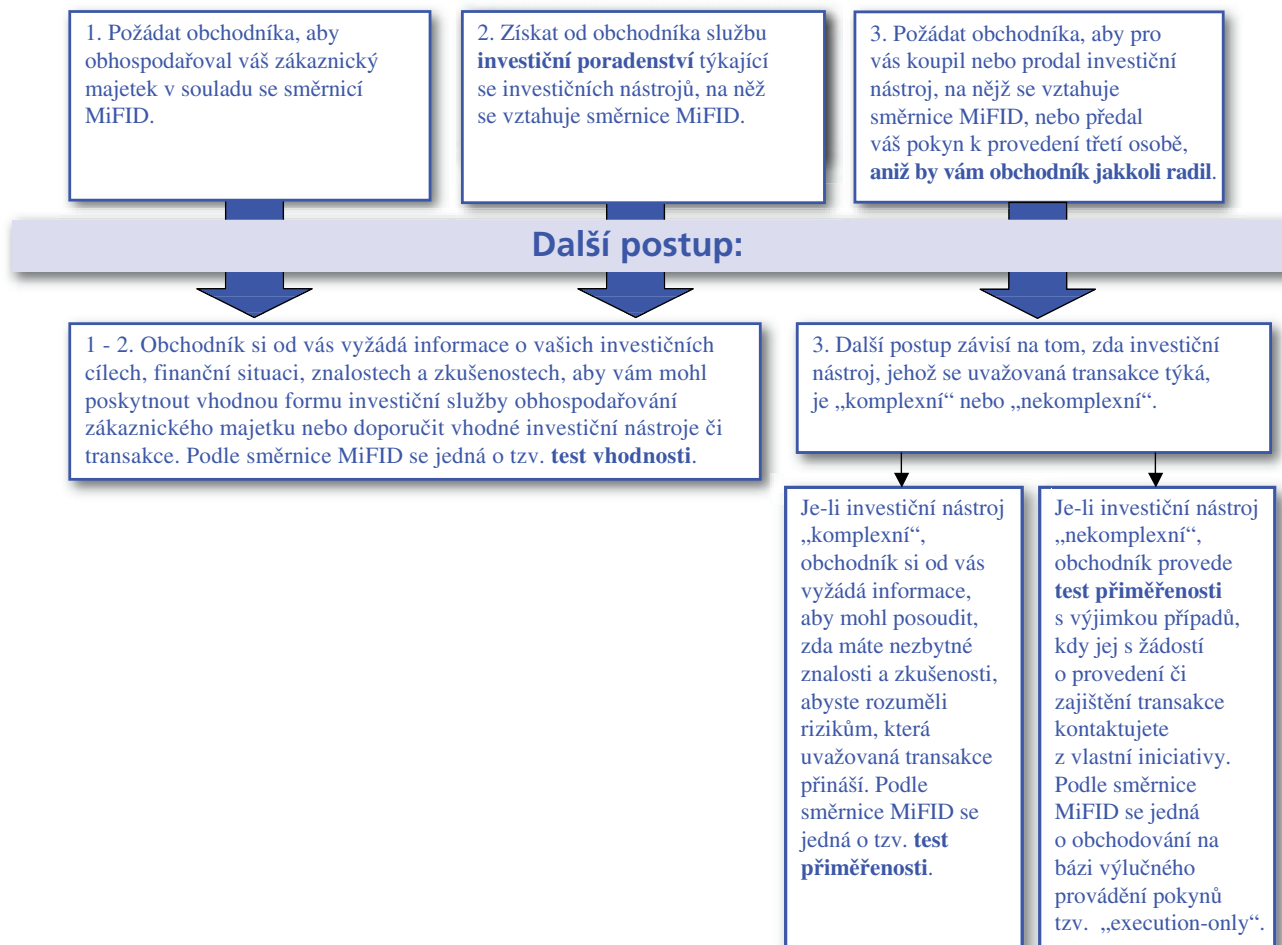 1. Požádat obchodníka, aby
obhospodařoval váš zákaznický
majetek v souladu se směrnicí
MiFID.
2. Získat od obchodníka službu
investiční poradenství týkající
se investičních nástrojů, na něž
se vztahuje směrnice MiFID.
3. Požádat obchodníka, aby pro
vás koupil nebo prodal investiční
nástroj, na nějž se vztahuje
směrnice MiFID, nebo předal
váš pokyn k provedení třetí osobě,
aniž by vám obchodník jakkoli radil.
Další postup:
1 - 2. Obchodník si od vás vyžádá informace o vašich investičních
cílech, finanční situaci, znalostech a zkušenostech, aby vám mohl
poskytnout vhodnou formu investiční služby obhospodařování
zákaznického majetku nebo doporučit vhodné investiční nástroje či
transakce. Podle směrnice MiFID se jedná o tzv. test vhodnosti.
3. Další postup závisí na tom, zda investiční
nástroj, jehož se uvažovaná transakce týká,
je „komplexní“ nebo „nekomplexní“.
Je-li investiční nástroj
„komplexní“,
obchodník si od vás
vyžádá informace,
aby mohl posoudit,
zda máte nezbytné
znalosti a zkušenosti,
abyste rozuměli
rizikům, která
uvažovaná transakce
přináší. Podle
směrnice MiFID se
jedná o tzv. test
přiměřenosti.
Je-li investiční nástroj
„nekomplexní“,
obchodník provede
test přiměřenosti
s výjimkou případů,
kdy jej s žádostí
o provedení či
zajištění transakce
kontaktujete
z vlastní iniciativy.
Podle směrnice
MiFID se jedná
o obchodování na
bázi výlučného
provádění pokynů
tzv. „execution-only“.